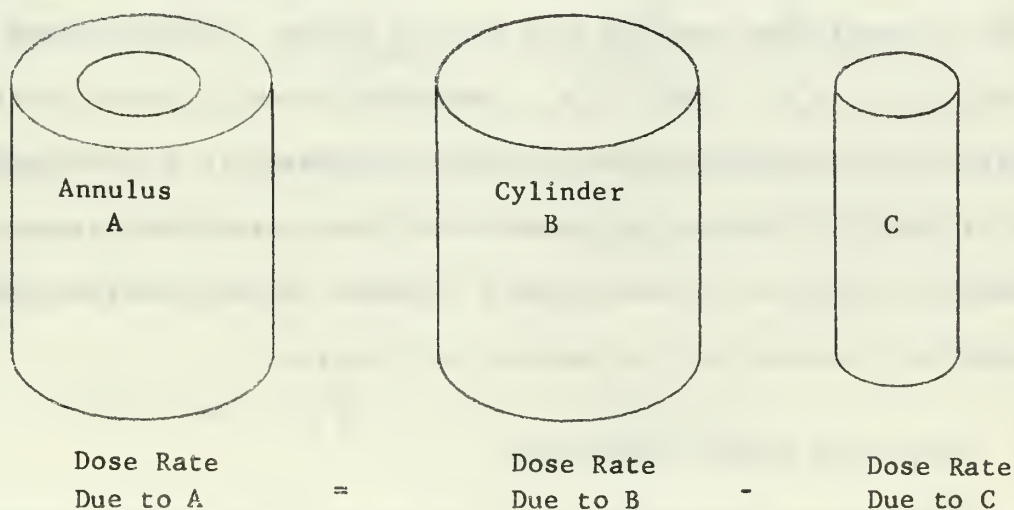 Annulus
A
Cylinder
B
C
Dose Rate
Due to A
=
Dose Rate
Due to B
-
Dose Rate
Due to C